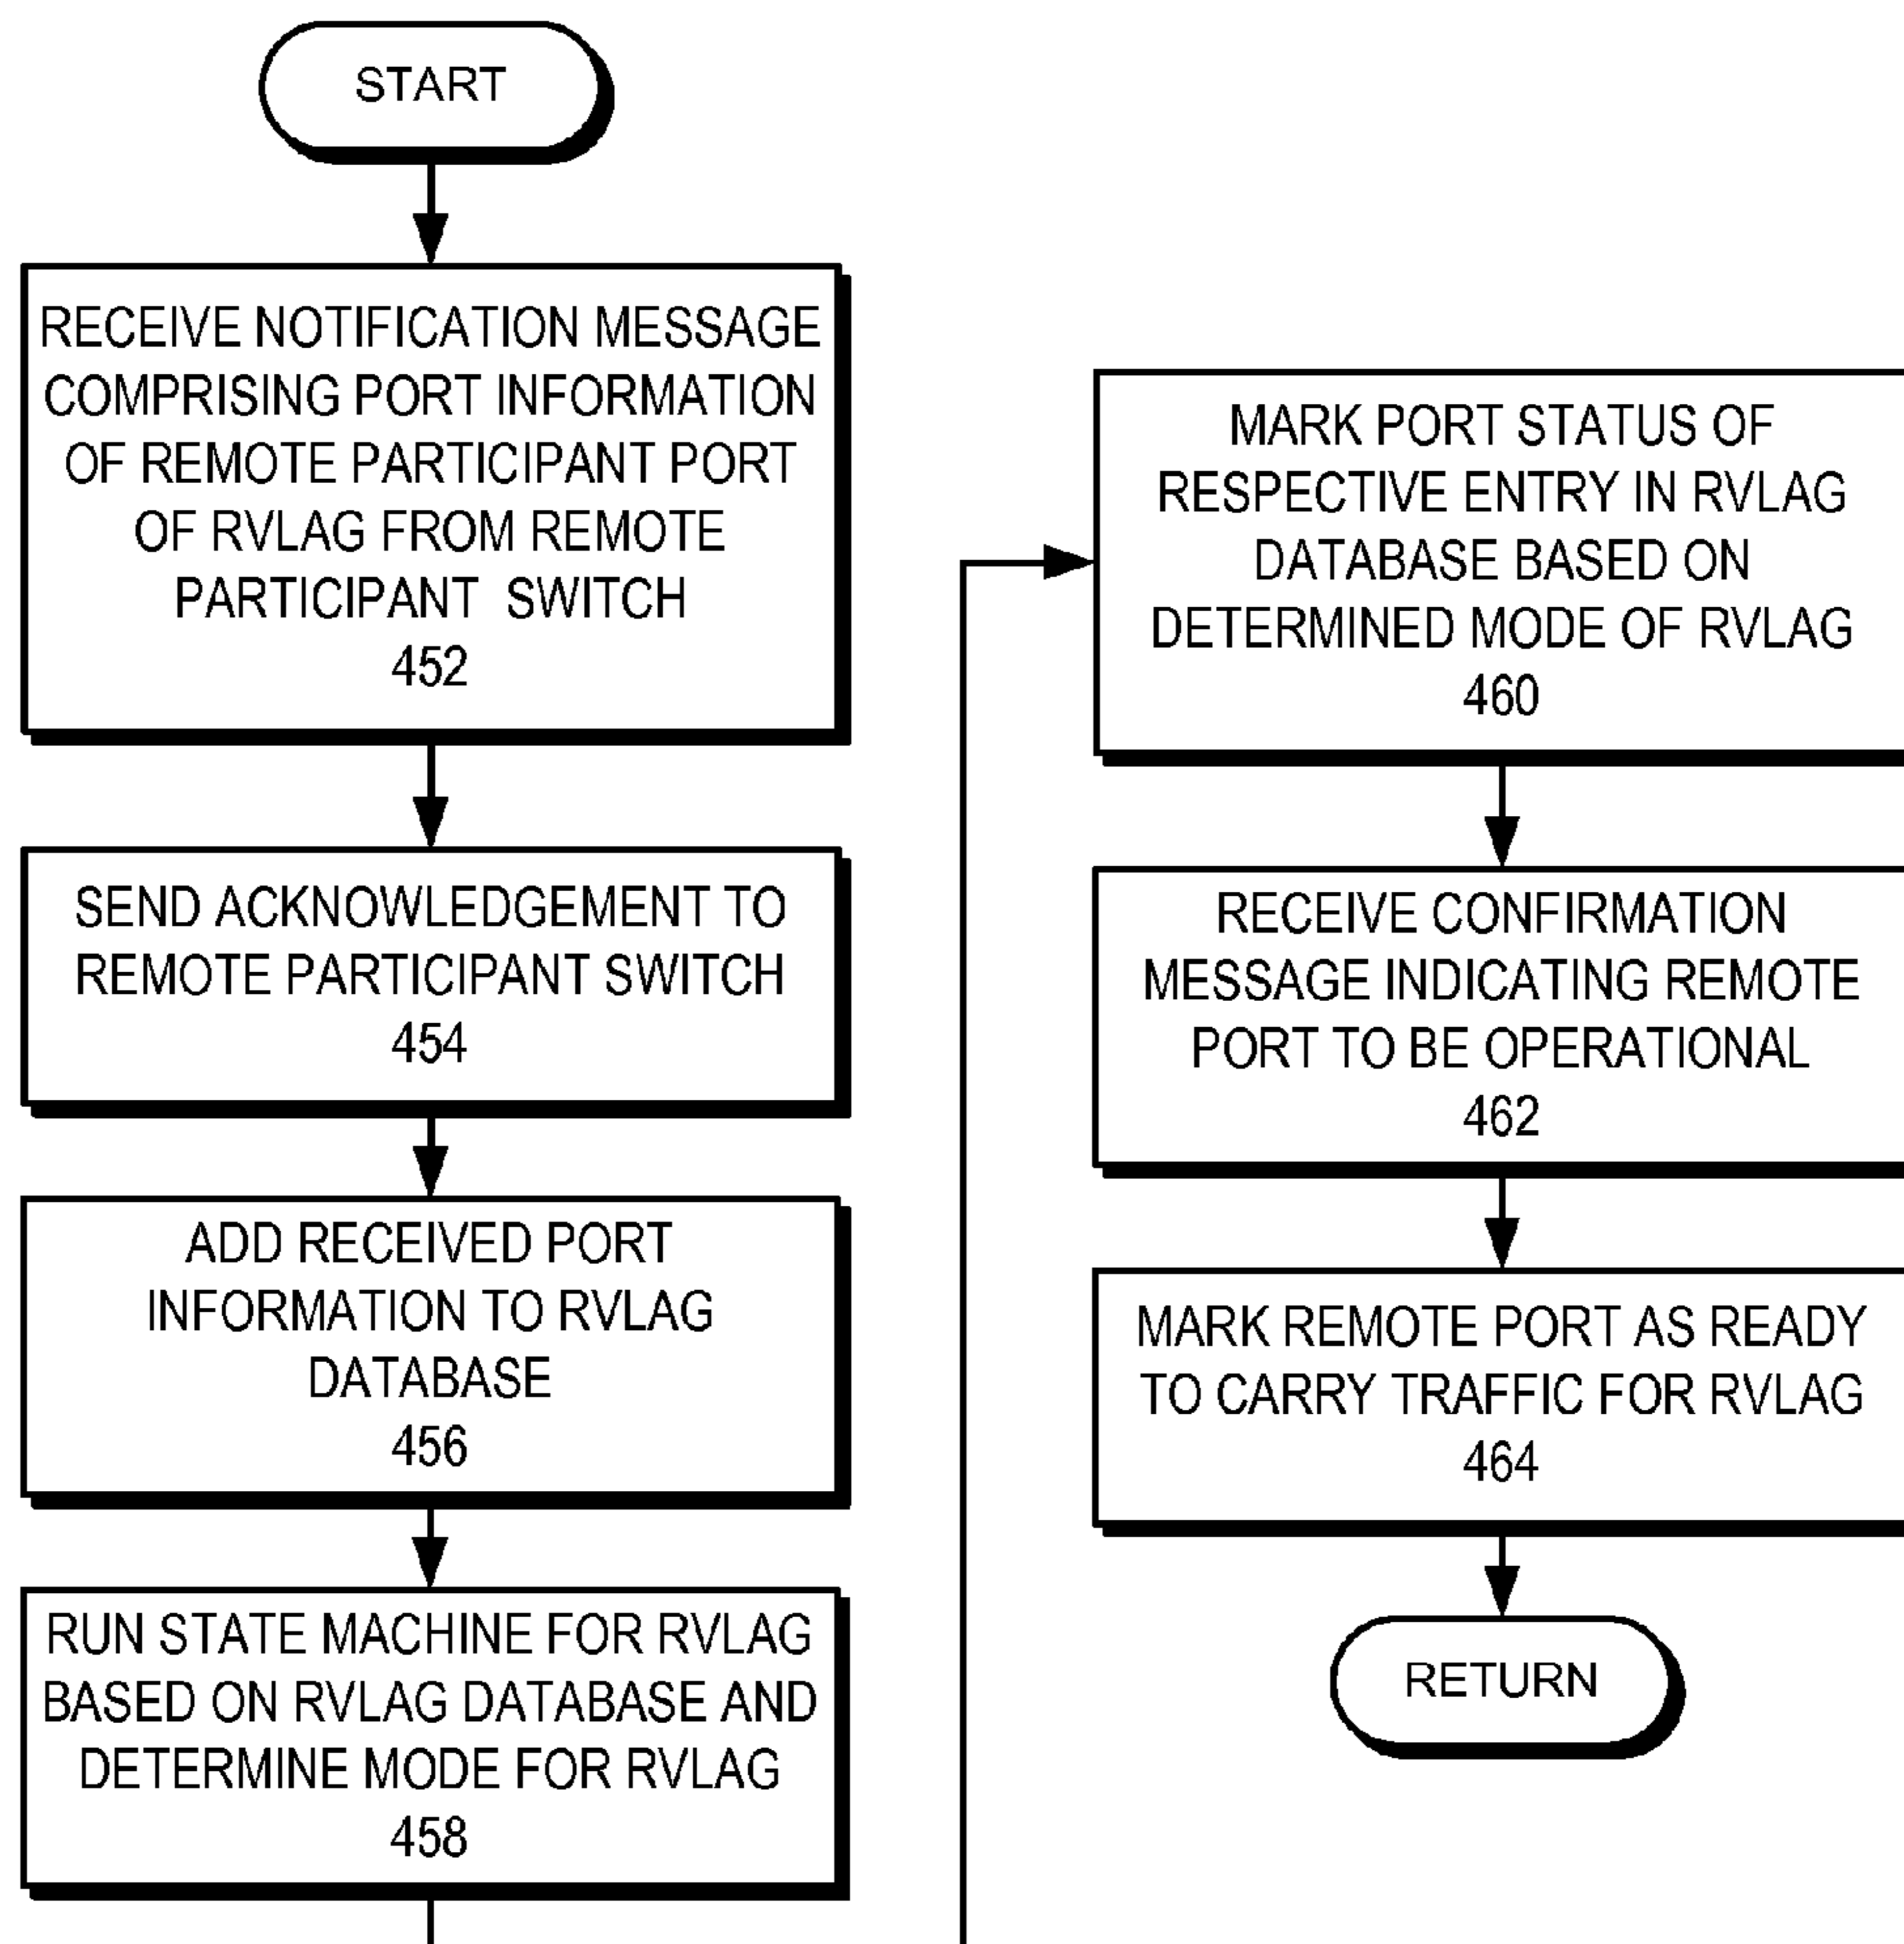 START
RECEIVE NOTIFICATION MESSAGE
COMPRISING PORT INFORMATION
OF REMOTE PARTICIPANT PORT
OF RVLAG FROM REMOTE
PARTICIPANT SWITCH
452
SEND ACKNOWLEDGEMENT TO
REMOTE PARTICIPANT SWITCH
454
ADD RECEIVED PORT
INFORMATION TO RVLAG
DATABASE
456
RUN STATE MACHINE FOR RVLAG
BASED ON RVLAG DATABASE AND
DETERMINE MODE FOR RVLAG
458
MARK PORT STATUS OF
RESPECTIVE ENTRY IN RVLAG
DATABASE BASED ON
DETERMINED MODE OF RVLAG
460
RECEIVE CONFIRMATION
MESSAGE INDICATING REMOTE
PORT TO BE OPERATIONAL
462
MARK REMOTE PORT AS READY
TO CARRY TRAFFIC FOR RVLAG
464
RETURN